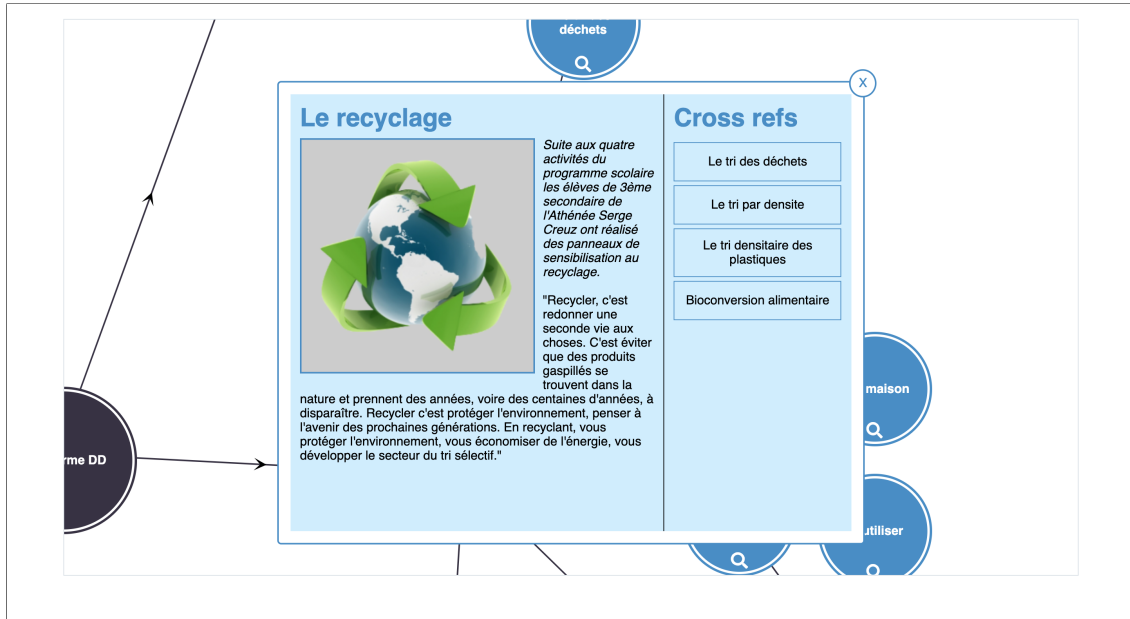 déchets
X
Le recyclage
Suite aux quatre
activités du
programme scolaire
les élèves de 3ème
secondaire de
l'Athénée Serge
Creuz ont réalisé
des panneaux de
sensibilisation au
recyclage.
"Recycler, c'est
redonner une
seconde vie aux
choses. C'est éviter
que des produits
gaspillés se
trouvent dans la
nature et prennent des années, voire des centaines d'années, à
disparaître. Recycler c'est protéger l'environnement, penser à
l'avenir des prochaines générations. En recyclant, vous
protéger l'environnement, vous économiser de l'énergie, vous
développer le secteur du tri sélectif."
Cross refs
Le tri des déchets
Le tri par densite
Le tri densitaire des
plastiques
Bioconversion alimentaire
maison
rme DD
utiliser